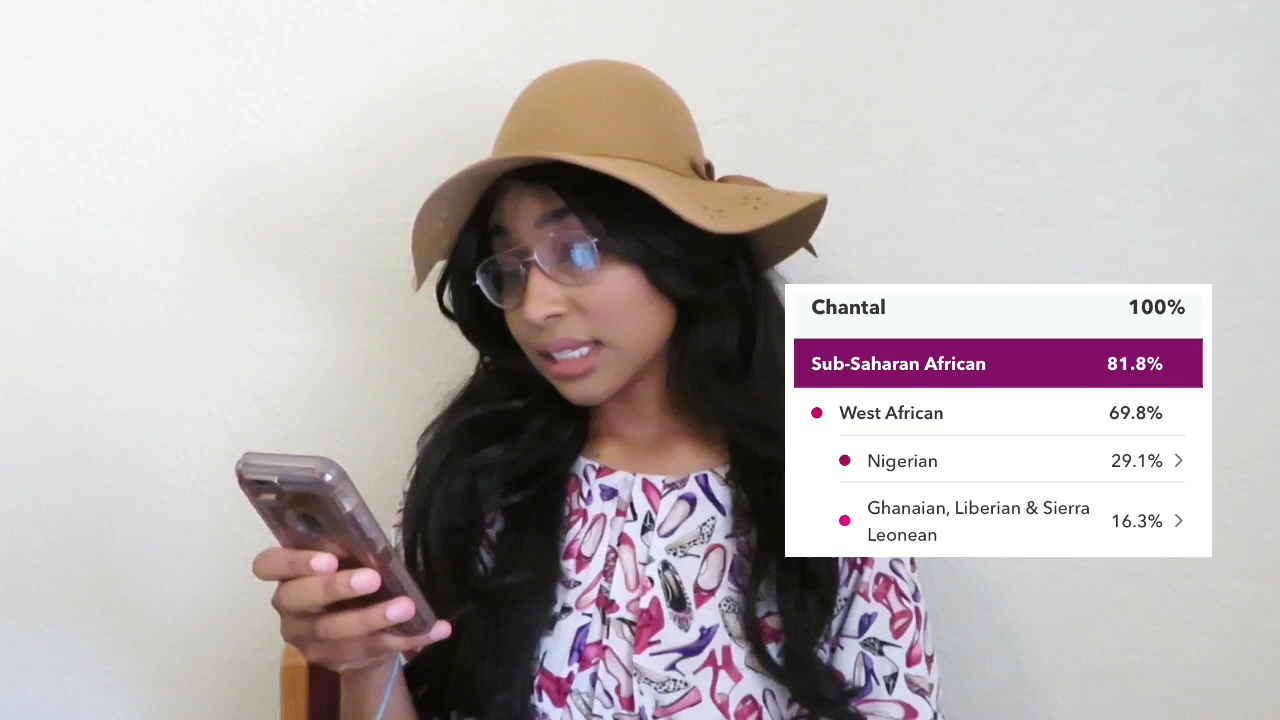 Chantal 100%
Sub-Saharan African 81.8%
West African 69.8%
Nigerian 29.1%
Ghanaian, Liberian & Sierra
Leonean 16.3%